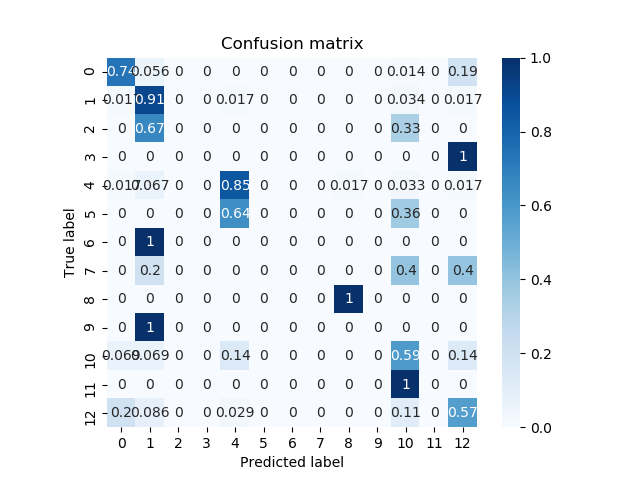 Confusion matrix
0 0.74 0.056 0 0 0 0 0 0 0 0 0.014 0 0.19
1 0.017 0.91 0 0 0.017 0 0 0 0 0 0.034 0 0.017
2 0 0.67 0 0 0 0 0 0 0 0 0.33 0 0
3 0 0 0 0 0 0 0 0 0 0 0 0 1
4 0.017 0.067 0 0 0.85 0 0 0 0.017 0 0.033 0 0.017
5 0 0 0 0 0.64 0 0 0 0 0 0.36 0 0
6 0 1 0 0 0 0 0 0 0 0 0 0 0
7 0 0.2 0 0 0 0 0 0 0 0 0.4 0 0.4
8 0 0 0 0 0 0 0 0 1 0 0 0 0
9 0 1 0 0 0 0 0 0 0 0 0 0 0
10 0.069 0.069 0 0 0.14 0 0 0 0 0 0.59 0 0.14
11 0 0 0 0 0 0 0 0 0 0 1 0 0
12 0.2 0.086 0 0 0.029 0 0 0 0 0 0.11 0 0.57
0 1 2 3 4 5 6 7 8 9 10 11 12
Predicted label
True label
1.0
0.8
0.6
0.4
0.2
0.0